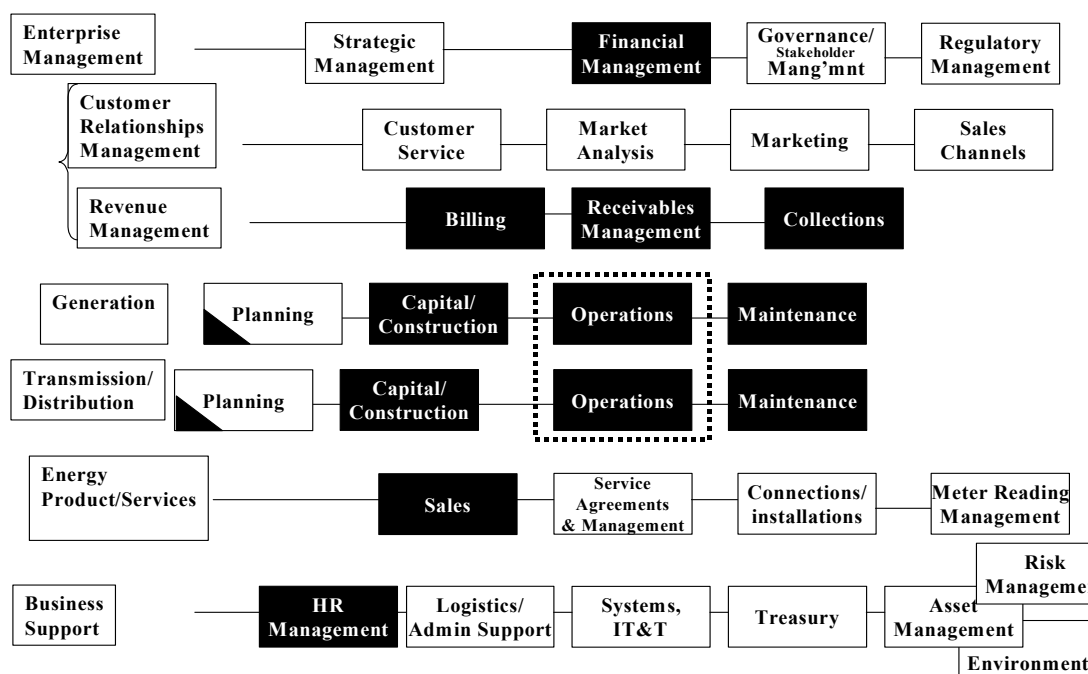 Enterprise
Management
Strategic
Management
Financial
Management
Governance/
Stakeholder
Mang’mnt
Regulatory
Management
Customer
Relationships
Management
Customer
Service
Market
Analysis
Marketing
Sales
Channels
Revenue
Management
Billing
Receivables
Management
Collections
Generation
Planning
Capital/
Construction
Operations
Maintenance
Transmission/
Distribution
Planning
Capital/
Construction
Operations
Maintenance
Energy
Product/Services
Sales
Service
Agreements
& Management
Connections/
installations
Meter Reading
Management
Business
Support
HR
Management
Logistics/
Admin Support
Systems,
IT&T
Treasury
Asset
Management
Risk
Managemen
Environment